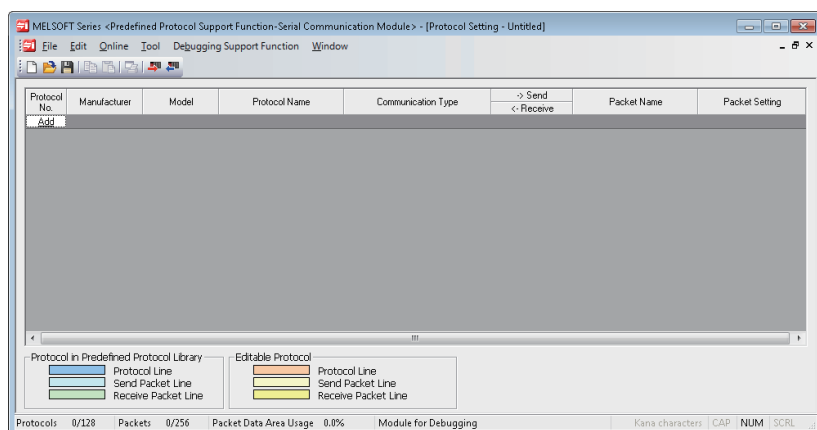 MELSOFT Series <Predefined Protocol Support Function-Serial Communication Module> - [Protocol Setting - Untitled]
File Edit Online Tool Debugging Support Function Window
Protocol No. Manufacturer Model Protocol Name Communication Type -> Send <- Receive Packet Name Packet Setting
Add
Protocol in Predefined Protocol Library
Protocol Line
Send Packet Line
Receive Packet Line
Editable Protocol
Protocol Line
Send Packet Line
Receive Packet Line
Protocols 0/128 Packets 0/256 Packet Data Area Usage 0.0% Module for Debugging Kana characters CAP NUM SCRL